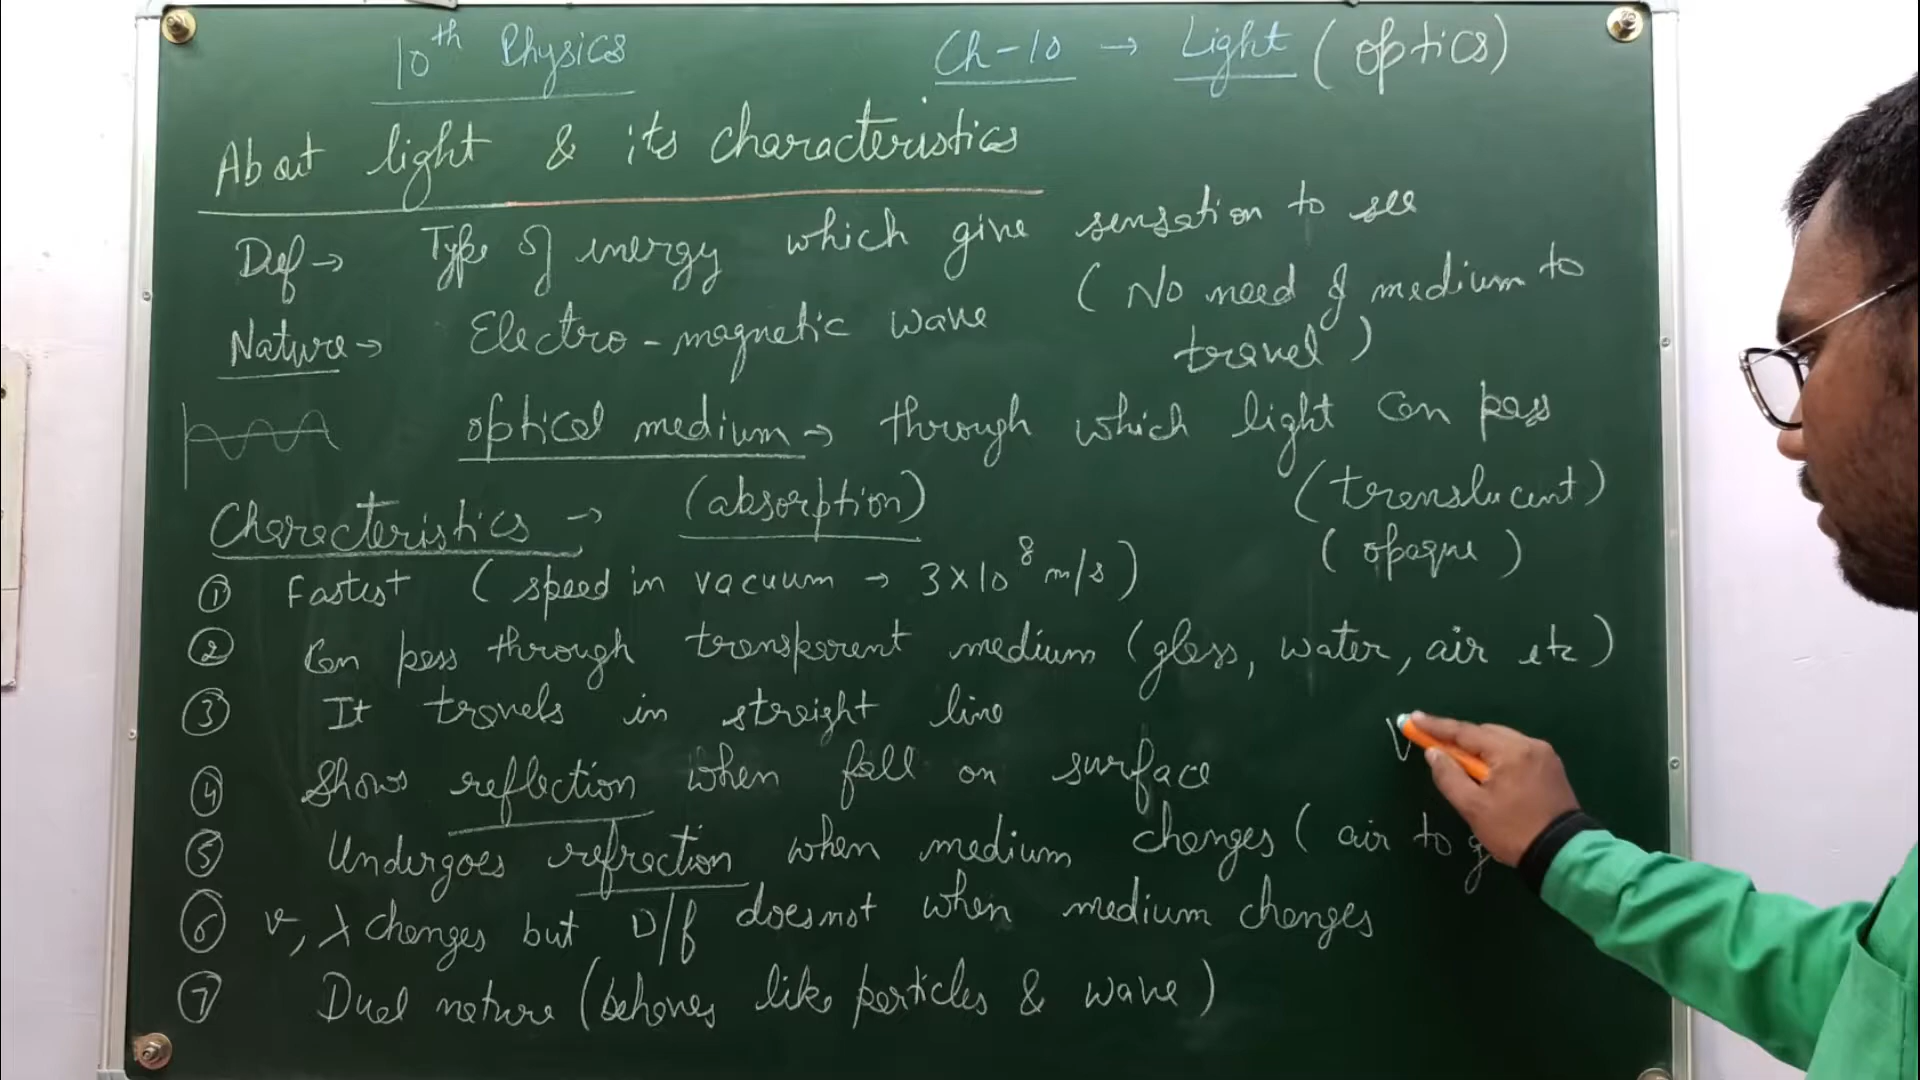 10th Physics Ch-10 → Light (optics)
About light & its characteristics
Def → Type of energy which give sensation to see
Nature → Electro-magnetic wave (No need of medium to travel)
optical medium → through which light can pass
(translucent)
(opaque)
Charecteristics → (absorption)
① Fastest (speed in vacuum → 3×10⁸ m/s)
② Can pass through transparent medium (glass, water, air etc)
③ It travels in straight line
④ Shows reflection when fall on surface
⑤ Undergoes refraction when medium changes (air to
⑥ v, λ changes but υ/f doesnot when medium changes
⑦ Dual nature (behaves like particles & wave)